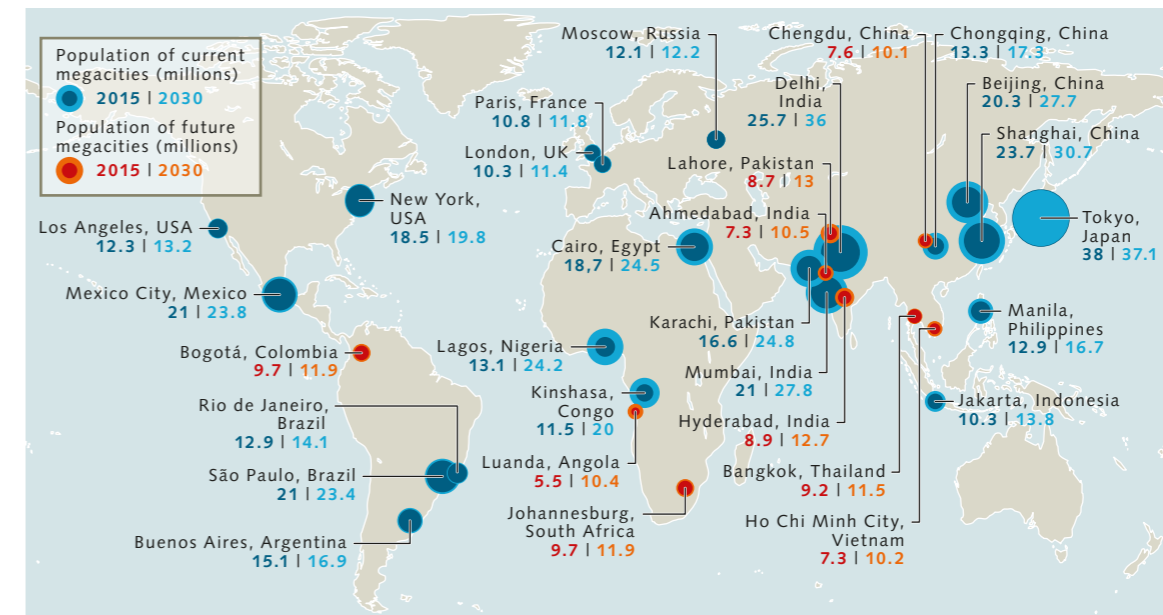 Population of current
megacities (millions)
2015 | 2030
Population of future
megacities (millions)
2015 | 2030
Moscow, Russia
12.1 | 12.2
Chengdu, China
7.6 | 10.1
Chongqing, China
13.3 | 17.3
Paris, France
10.8 | 11.8
Delhi,
India
25.7 | 36
Beijing, China
20.3 | 27.7
London, UK
10.3 | 11.4
Shanghai, China
23.7 | 30.7
Lahore, Pakistan
8.7 | 13
New York,
USA
18.5 | 19.8
Los Angeles, USA
12.3 | 13.2
Ahmedabad, India
7.3 | 10.5
Tokyo,
Japan
38 | 37.1
Cairo, Egypt
18,7 | 24.5
Mexico City, Mexico
21 | 23.8
Karachi, Pakistan
16.6 | 24.8
Manila,
Philippines
12.9 | 16.7
Bogotá, Colombia
9.7 | 11.9
Lagos, Nigeria
13.1 | 24.2
Mumbai, India
21 | 27.8
Kinshasa,
Congo
11.5 | 20
Jakarta, Indonesia
10.3 | 13.8
Rio de Janeiro,
Brazil
12.9 | 14.1
Hyderabad, India
8.9 | 12.7
Luanda, Angola
5.5 | 10.4
Bangkok, Thailand
9.2 | 11.5
São Paulo, Brazil
21 | 23.4
Johannesburg,
South Africa
9.7 | 11.9
Ho Chi Minh City,
Vietnam
7.3 | 10.2
Buenos Aires, Argentina
15.1 | 16.9